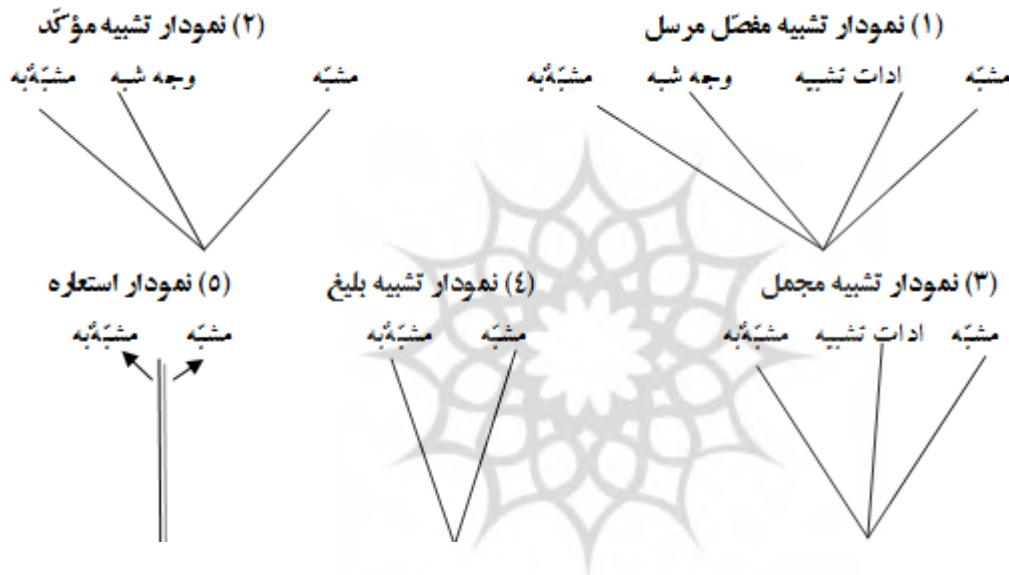 (۱) نمودار تشبیه مفصّل مرسل
مشبّه ادات تشبیه وجه شبه مشبّهٌ‌به
(۲) نمودار تشبیه مؤکّد
مشبّه وجه شبه مشبّهٌ‌به
(۳) نمودار تشبیه مجمل
مشبّه ادات تشبیه مشبّهٌ‌به
(٤) نمودار تشبیه بلیغ
مشبّه مشبّهٌ‌به
(٥) نمودار استعاره
مشبّه مشبّهٌ‌به